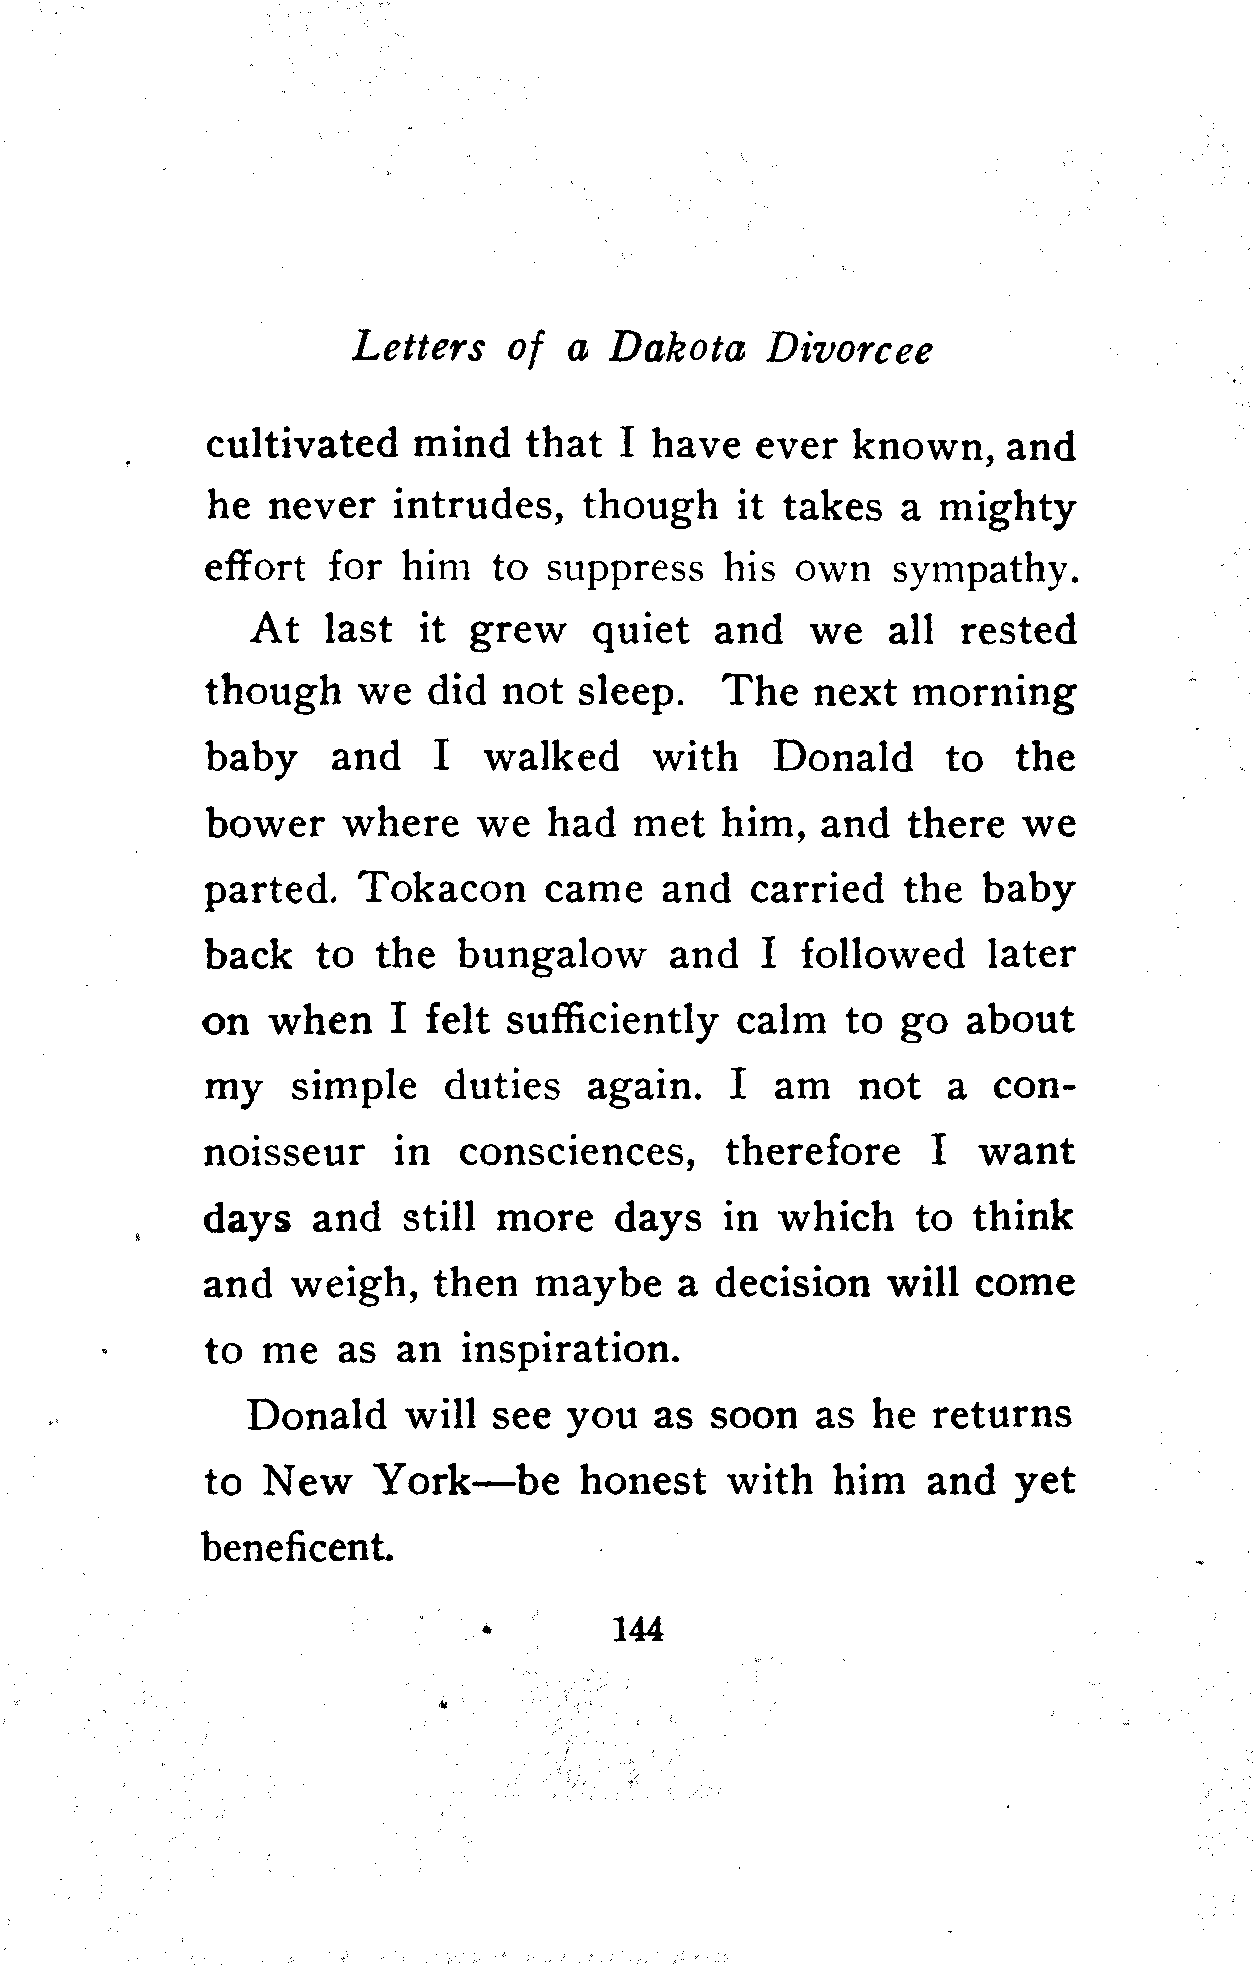 Letters of a Dakota Divorcee
cultivated mind that I have ever known, and
he never intrudes, though it takes a mighty
effort for him to suppress his own sympathy.
At last it grew quiet and we all rested
though we did not sleep. The next morning
baby and I walked with Donald to the
bower where we had met him, and there we
parted. Tokacon came and carried the baby
back to the bungalow and I followed later
on when I felt sufficiently calm to go about
my simple duties again. I am not a con-
noisseur in consciences, therefore I want
days and still more days in which to think
and weigh, then maybe a decision will come
to me as an inspiration.
Donald will see you as soon as he returns
to New York—be honest with him and yet
beneficent.
144